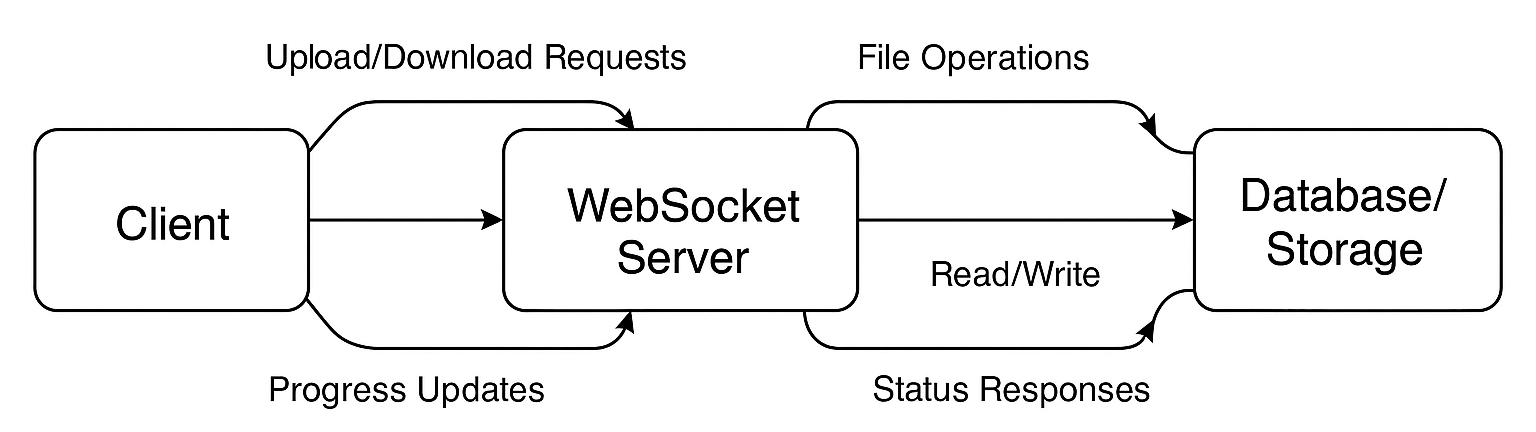 Upload/Download Requests
File Operations
Client
WebSocket
Server
Database/
Storage
Read/Write
Progress Updates
Status Responses